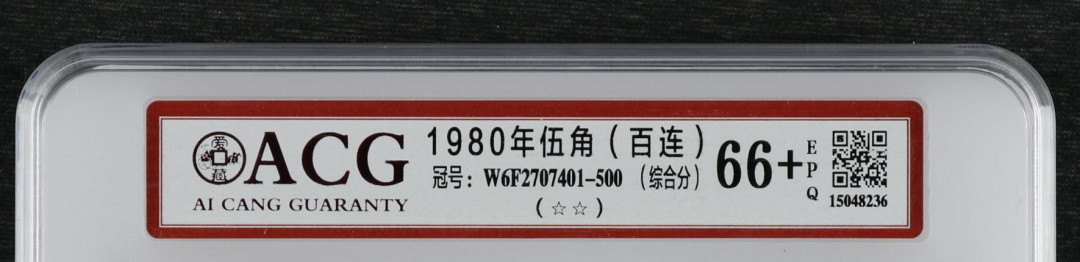 爱藏
ACG
AI CANG GUARANTY
1980年伍角(百连)
冠号: W6F2707401-500 (综合分)
(☆☆)
66+
EPQ
15048236